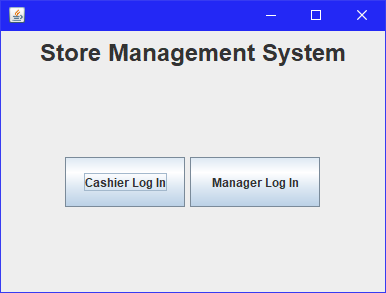 Store Management System
Cashier Log In
Manager Log In